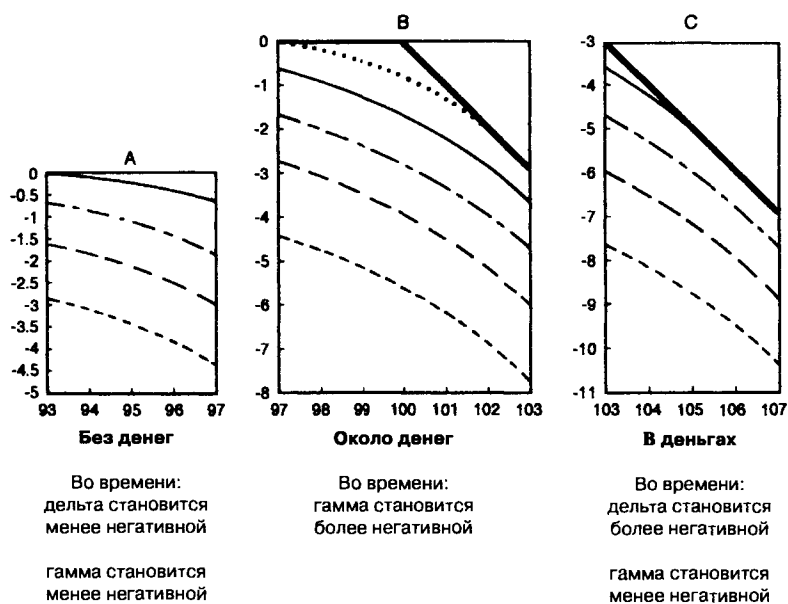 A
0
-0.5
-1
-1.5
-2
-2.5
-3
-3.5
-4
-4.5
-5
93 94 95 96 97
Без денег
Во времени:
дельта становится
менее негативной
гамма становится
менее негативной
B
0
-1
-2
-3
-4
-5
-6
-7
-8
97 98 99 100 101 102 103
Около денег
Во времени:
гамма становится
более негативной
C
-3
-4
-5
-6
-7
-8
-9
-10
-11
103 104 105 106 107
В деньгах
Во времени:
дельта становится
более негативной
гамма становится
менее негативной